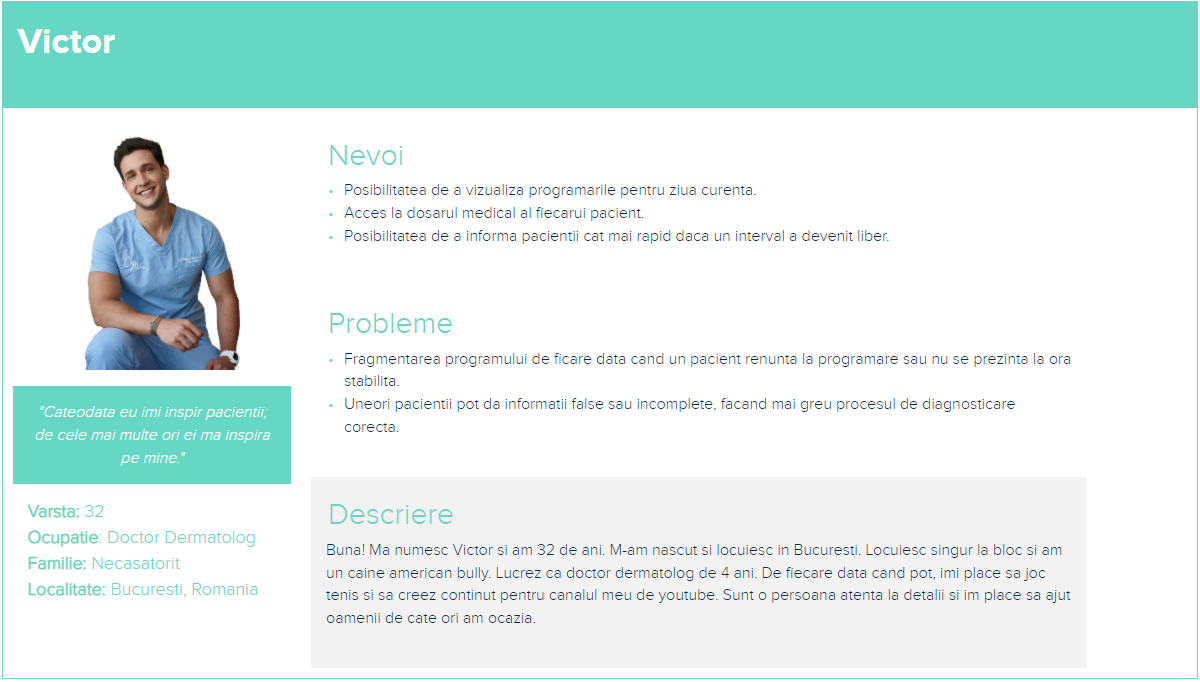 Victor
Nevoi
• Posibilitatea de a vizualiza programarile pentru ziua curenta.
• Acces la dosarul medical al fiecarui pacient.
• Posibilitatea de a informa pacientii cat mai rapid daca un interval a devenit liber.
Probleme
• Fragmentarea programului de ficare data cand un pacient renunta la programare sau nu se prezinta la ora
stabilita.
• Uneori pacientii pot da informatii false sau incomplete, facand mai greu procesul de diagnosticare
corecta.
"Cateodata eu imi inspir pacientii;
de cele mai multe ori ei ma inspira
pe mine."
Varsta: 32
Ocupatie: Doctor Dermatolog
Familie: Necasatorit
Localitate: Bucuresti, Romania
Descriere
Buna! Ma numesc Victor si am 32 de ani. M-am nascut si locuiesc in Bucuresti. Locuiesc singur la bloc si am
un caine american bully. Lucrez ca doctor dermatolog de 4 ani. De fiecare data cand pot, imi place sa joc
tenis si sa creez continut pentru canalul meu de youtube. Sunt o persoana atenta la detalii si im place sa ajut
oamenii de cate ori am ocazia.